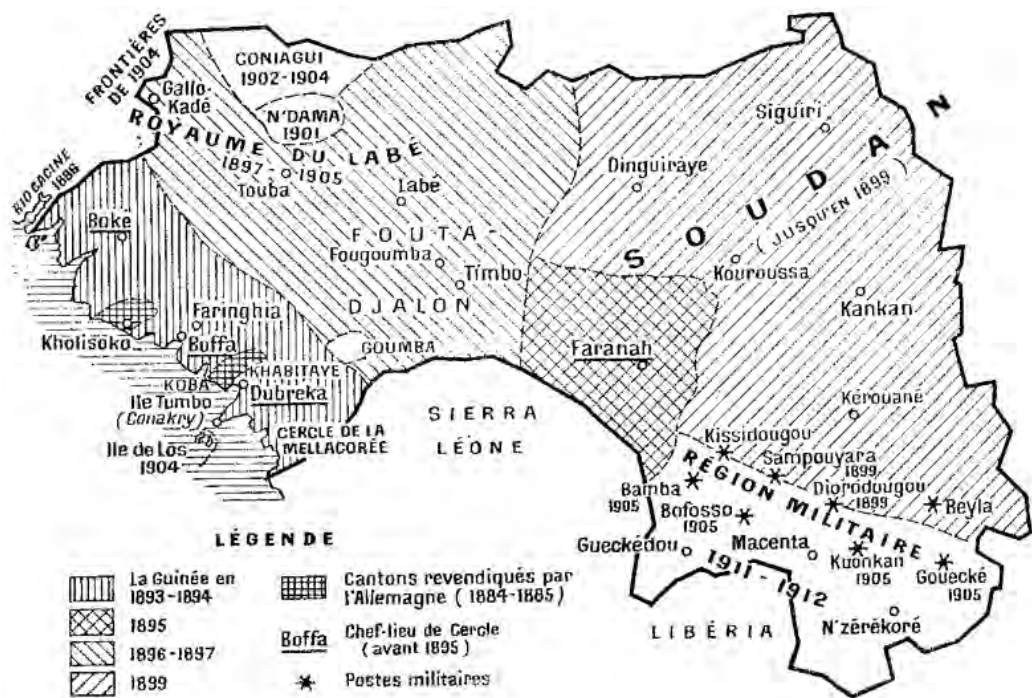 FRONTIÈRES
DE 1904
CONIAGUI
1902-1904
Gallo-
Kadé
N'DAMA
1901
ROYAUME DU LABÉ
1897-
1905
Touba
Labé
RIO CACINE
1886
Boké
FOUTA-
Fougoumba
Timbo
DJALON
Siguiri
Dinguiraye
SOUDAN
(JUSQU'EN 1899)
Kouroussa
Kankan
Faringhia
Kholisoko
Boffa
GOUMBA
Faranah
KHABITAYE
KOBA
Dubreka
Ile Tumbo
(Conakry)
CERCLE DE LA
MELLACORÉE
Ile de Los
1904
SIERRA
LÉONE
Kérouané
Kissidougou
Sampouyara
1899
RÉGION MILITAIRE
Bamba
1905
Diorodougou
1899
Beyla
Bofosso
1905
Gueckédou
Macenta
Kuonkan
1905
Gouécké
1905
1911-1912
LIBÉRIA
N'zérékoré
LÉGENDE
La Guinée en
1893-1894
1895
1896-1897
1899
Cantons revendiqués par
l'Allemagne (1884-1885)
Boffa
Chef-lieu de Cercle
(avant 1895)
Postes militaires